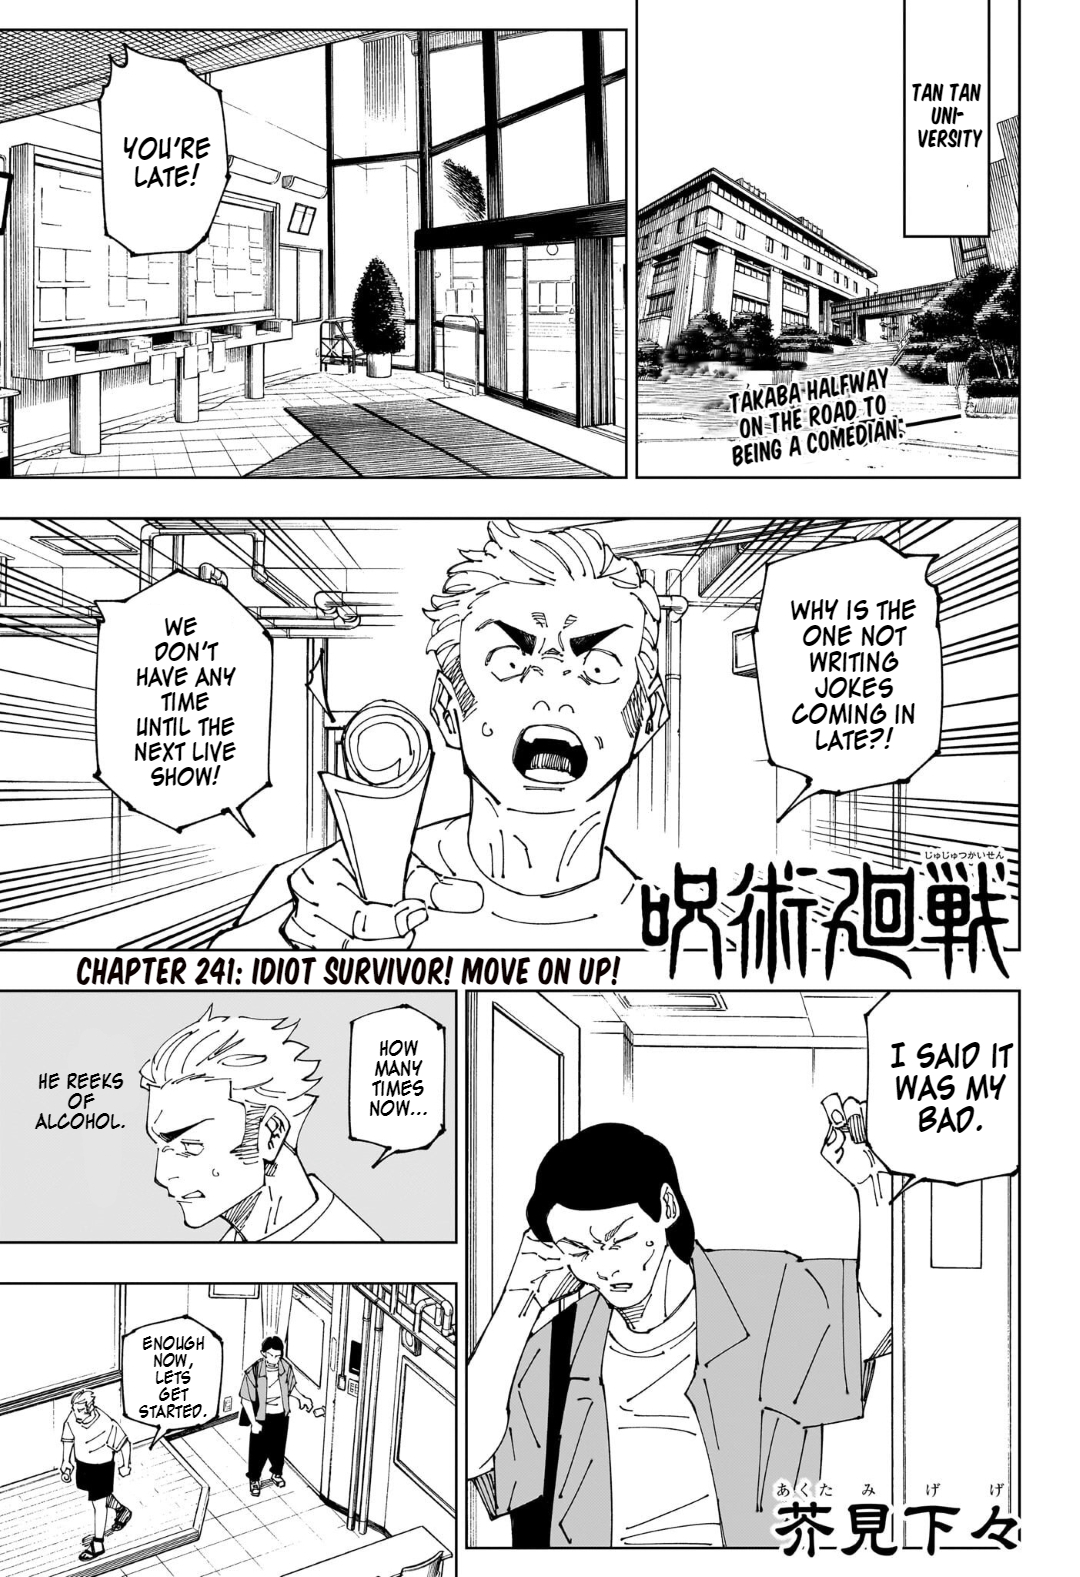 TAN TAN
UNI-
VERSITY
TAKABA HALFWAY
ON THE ROAD TO
BEING A COMEDIAN.
YOU'RE
LATE!
WHY IS THE
ONE NOT
WRITING
JOKES
COMING IN
LATE?!
WE
DON'T
HAVE ANY
TIME
UNTIL THE
NEXT LIVE
SHOW!
じゅじゅつかいせん
呪術廻戦
CHAPTER 241: IDIOT SURVIVOR! MOVE ON UP!
I SAID IT
WAS MY
BAD.
HOW
MANY
TIMES
NOW...
HE REEKS
OF
ALCOHOL.
ENOUGH
NOW,
LETS
GET
STARTED.
あくたみげげ
芥見下々